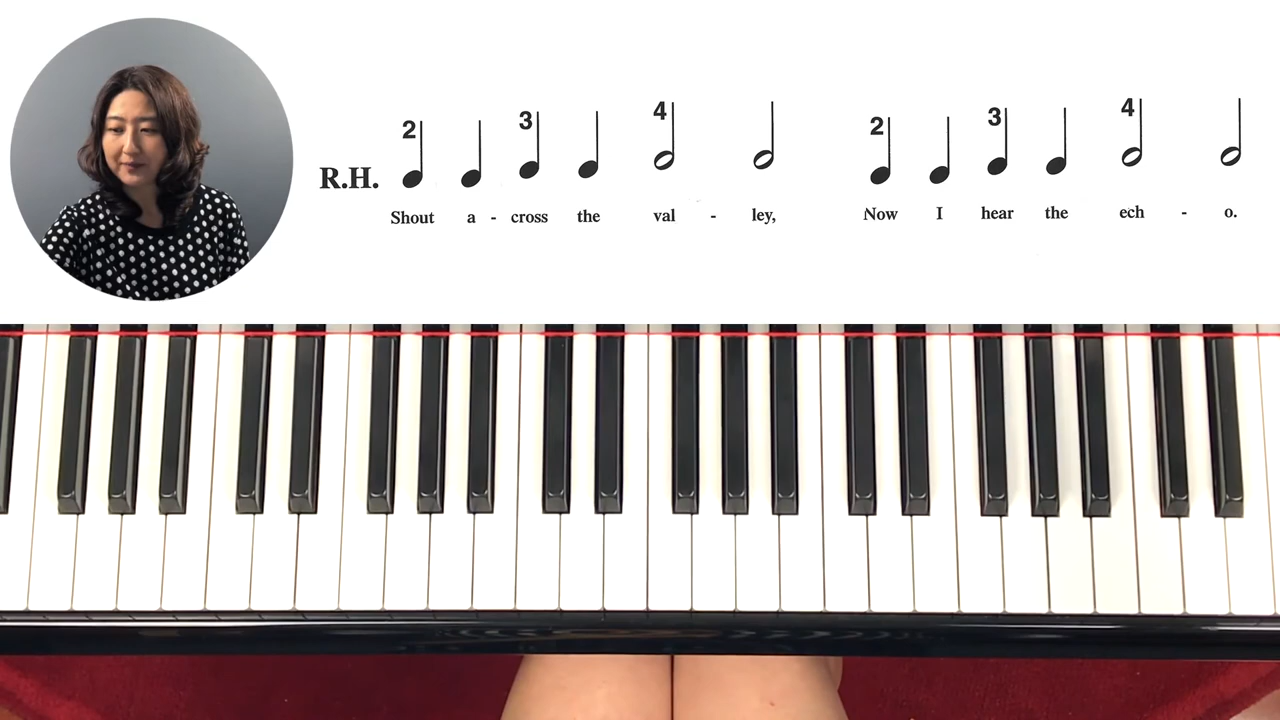 2 3 4 2 3 4
R.H.
Shout a - cross the val - ley, Now I hear the ech - o.